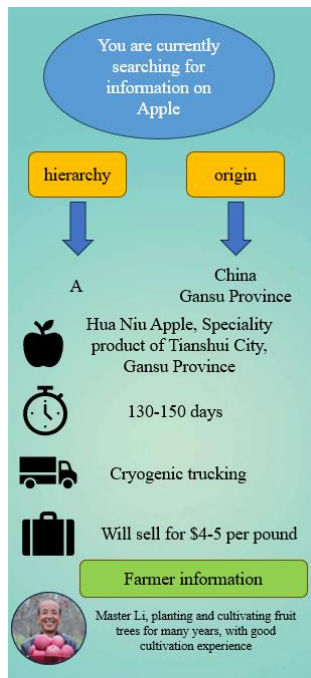 You are currently
searching for
information on
Apple
hierarchy
origin
A
China
Gansu Province
Hua Niu Apple, Speciality
product of Tianshui City,
Gansu Province
130-150 days
Cryogenic trucking
Will sell for $4-5 per pound
Farmer information
Master Li, planting and cultivating fruit
trees for many years, with good
cultivation experience